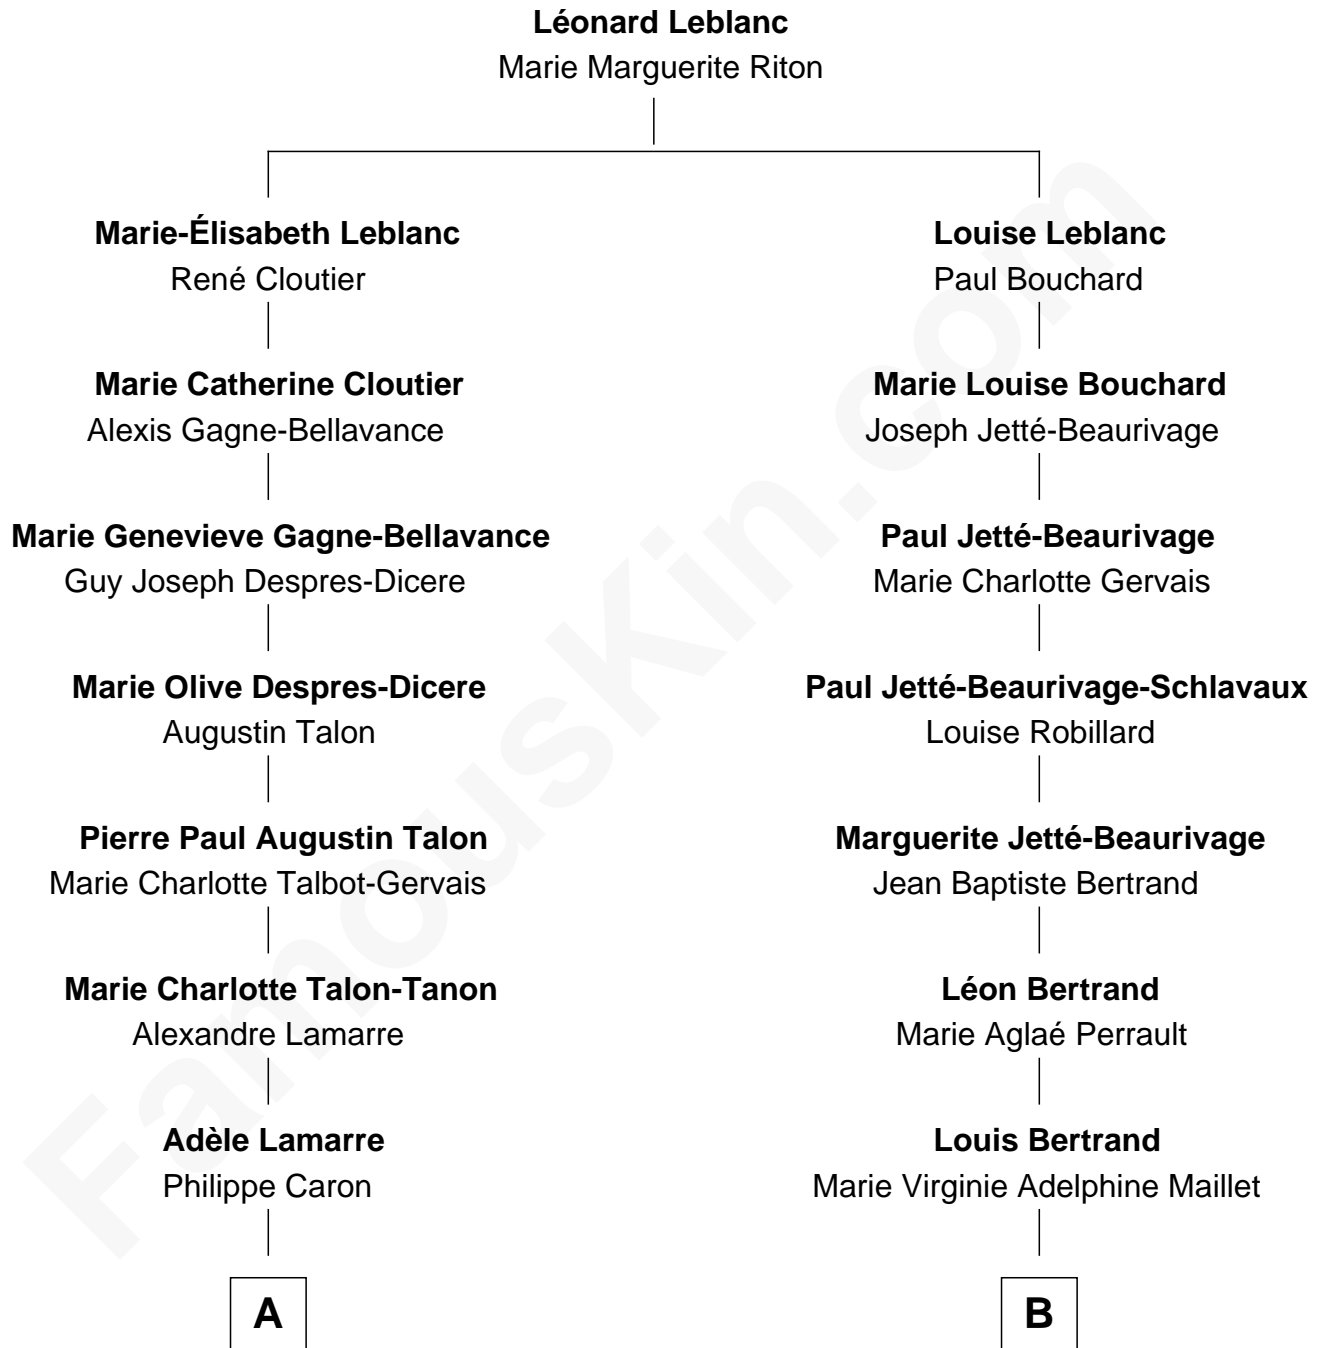 Léonard Leblanc
Marie Marguerite Riton
Marie-Élisabeth Leblanc
René Cloutier
Louise Leblanc
Paul Bouchard
Marie Catherine Cloutier
Alexis Gagne-Bellavance
Marie Louise Bouchard
Joseph Jetté-Beaurivage
Marie Genevieve Gagne-Bellavance
Guy Joseph Despres-Dicere
Paul Jetté-Beaurivage
Marie Charlotte Gervais
Marie Olive Despres-Dicere
Augustin Talon
Paul Jetté-Beaurivage-Schlavaux
Louise Robillard
Pierre Paul Augustin Talon
Marie Charlotte Talbot-Gervais
Marguerite Jetté-Beaurivage
Jean Baptiste Bertrand
Marie Charlotte Talon-Tanon
Alexandre Lamarre
Léon Bertrand
Marie Aglaé Perrault
Adèle Lamarre
Philippe Caron
Louis Bertrand
Marie Virginie Adelphine Maillet
A
B
FamousKin.com